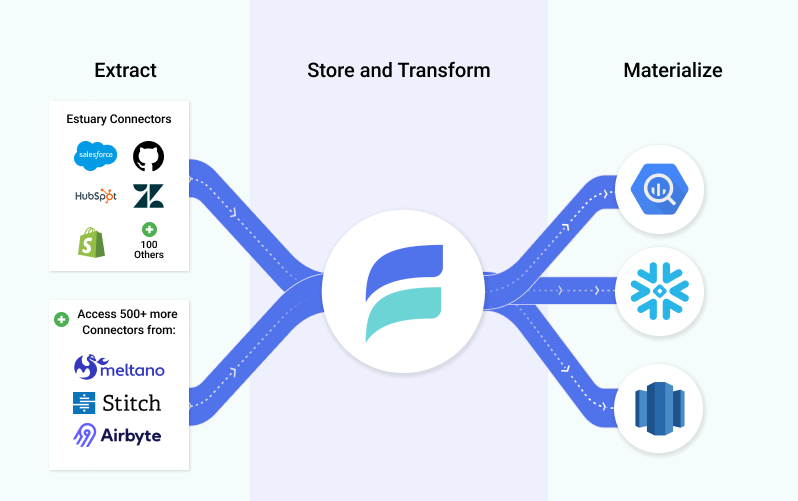 Extract
Store and Transform
Materialize
Estuary Connectors
salesforce
HubSpot
100
Others
Access 500+ more
Connectors from:
meltano
Stitch
Airbyte